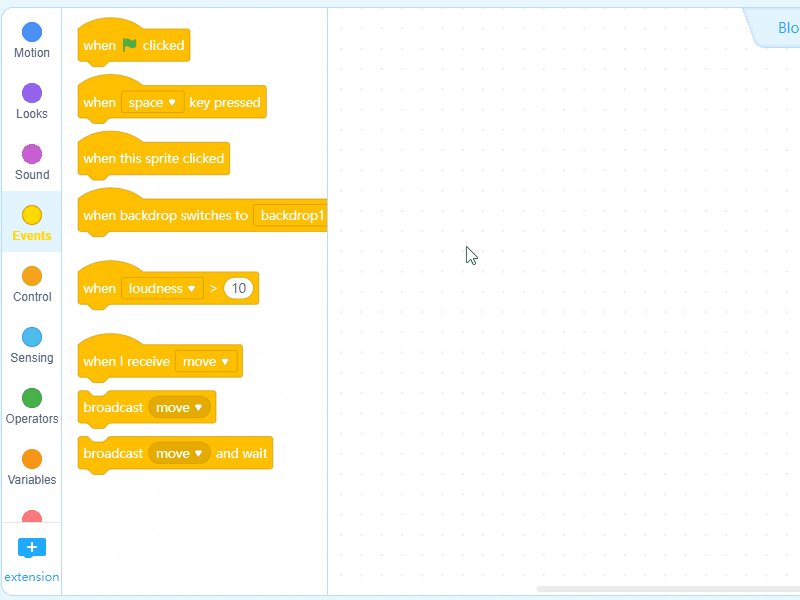 Blo
Motion
Looks
Sound
Events
Control
Sensing
Operators
Variables
extension
when clicked
when space ▼ key pressed
when this sprite clicked
when backdrop switches to backdrop1
when loudness ▼ > 10
when I receive move ▼
broadcast move ▼
broadcast move ▼ and wait